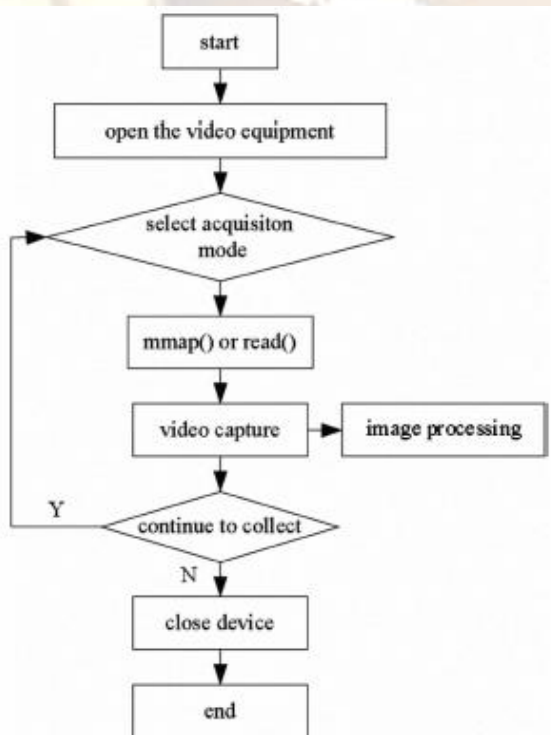 start
open the video equipment
select acquisiton
mode
mmap() or read()
video capture
image processing
continue to collect
Y
N
close device
end